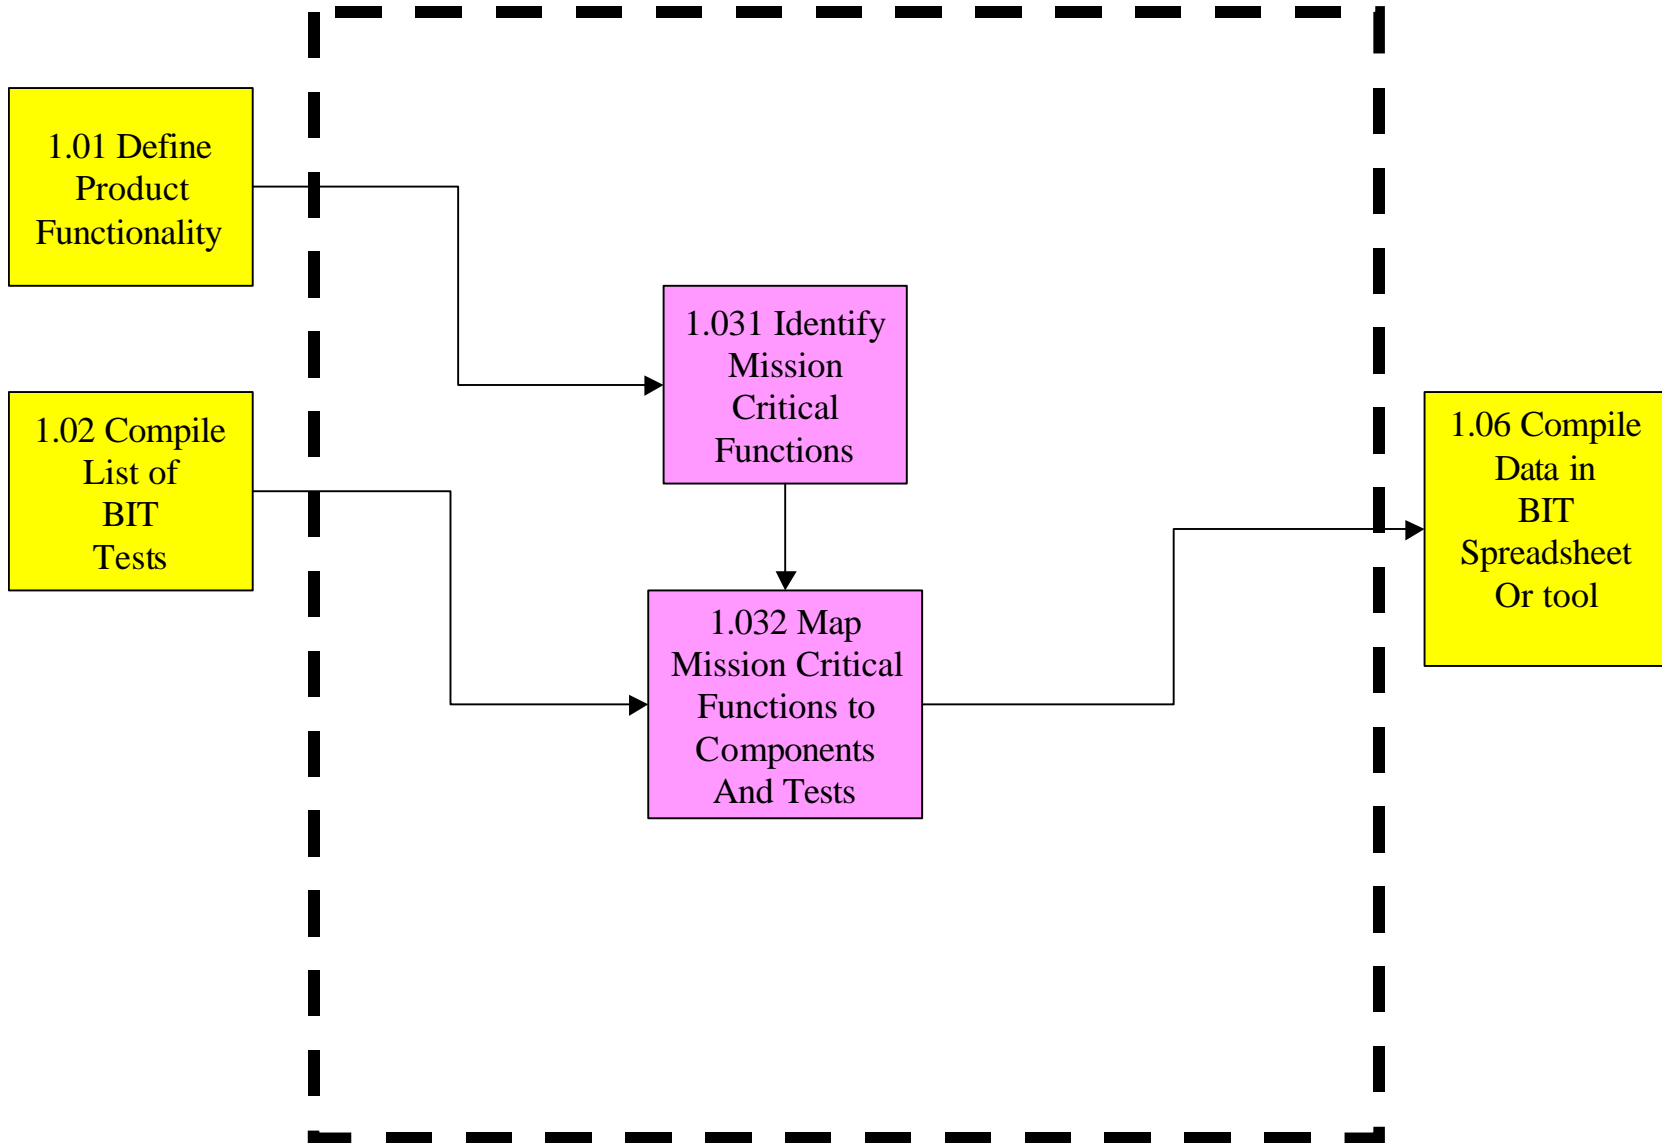 1.01 Define
Product
Functionality
1.02 Compile
List of
BIT
Tests
1.031 Identify
Mission
Critical
Functions
1.032 Map
Mission Critical
Functions to
Components
And Tests
1.06 Compile
Data in
BIT
Spreadsheet
Or tool